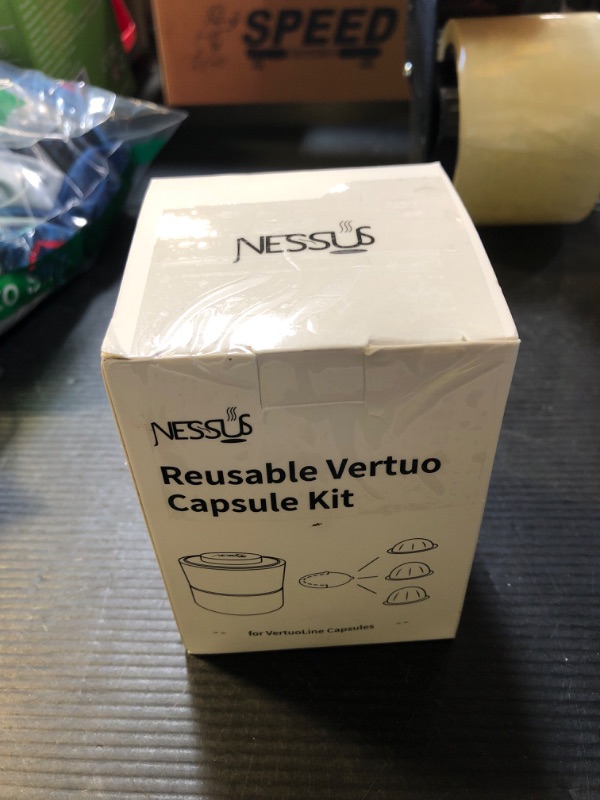 SPEED
NESSUS
NESSUS
Reusable Vertuo
Capsule Kit
for VertuoLine Capsules